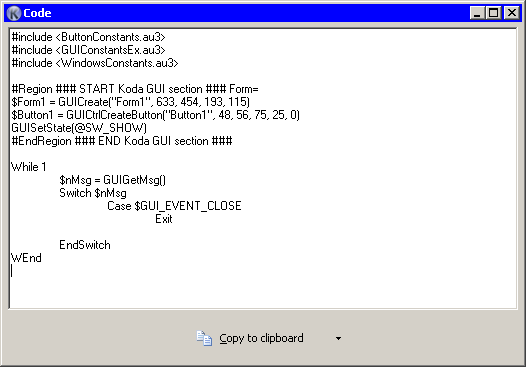 Code
#include <ButtonConstants.au3>
#include <GUIConstantsEx.au3>
#include <WindowsConstants.au3>
#Region ### START Koda GUI section ### Form=
$Form1 = GUICreate("Form1", 633, 454, 193, 115)
$Button1 = GUICtrlCreateButton("Button1", 48, 56, 75, 25, 0)
GUISetState(@SW_SHOW)
#EndRegion ### END Koda GUI section ###
While 1
$nMsg = GUIGetMsg()
Switch $nMsg
Case $GUI_EVENT_CLOSE
Exit
EndSwitch
WEnd
Copy to clipboard